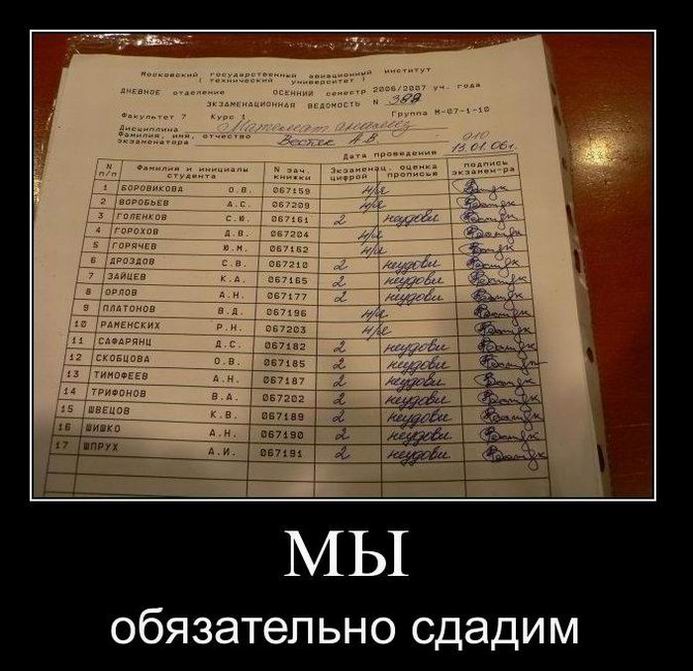 Московский государственный авиационный институт
( технический университет )
ДНЕВНОЕ отделение ОСЕННИЙ семестр 2006/2007 уч. года
ЭКЗАМЕНАЦИОННАЯ ВЕДОМОСТЬ N 388
Факультет 7 Курс 1 Группа М-07-1-10
Дисциплина Математ анализ
Фамилия, имя, отчество
экзаменатора А.В.
Дата проведения 13.01.06г.
N п/п Фамилия и инициалы студента N зач. книжки Экзаменац. оценка цифрой прописью подпись экзамен-ра
1 БОРОВИКОВА О.В. 067159 н/я
2 ВОРОБЬЕВ А.С. 067209 н/я
3 ГОЛЕНКОВ С.Ю. 067161 2 неудовл
4 ГОРОХОВ Д.В. 067204 н/я
5 ГОРЯЧЕВ Ю.М. 067162 н/я
6 ДРОЗДОВ С.В. 067210 2 неудовл
7 ЗАЙЦЕВ К.А. 067165 2 неудовл
8 ОРЛОВ А.Н. 067177 2 неудовл
9 ПЛАТОНОВ В.Д. 067196 н/я
10 РАМЕНСКИХ Р.Н. 067203 н/я
11 САФАРЯНЦ Д.С. 067182 2 неудовл
12 СКОБЦОВА О.В. 067185 2 неудовл
13 ТИМОФЕЕВ А.Н. 067187 2 неудовл
14 ТРИФОНОВ В.А. 067202 2 неудовл
15 ШВЕЦОВ К.В. 067189 2 неудовл
16 ШИШКО А.Н. 067190 2 неудовл
17 ШПРУХ А.И. 067191 2 неудовл
МЫ
обязательно сдадим